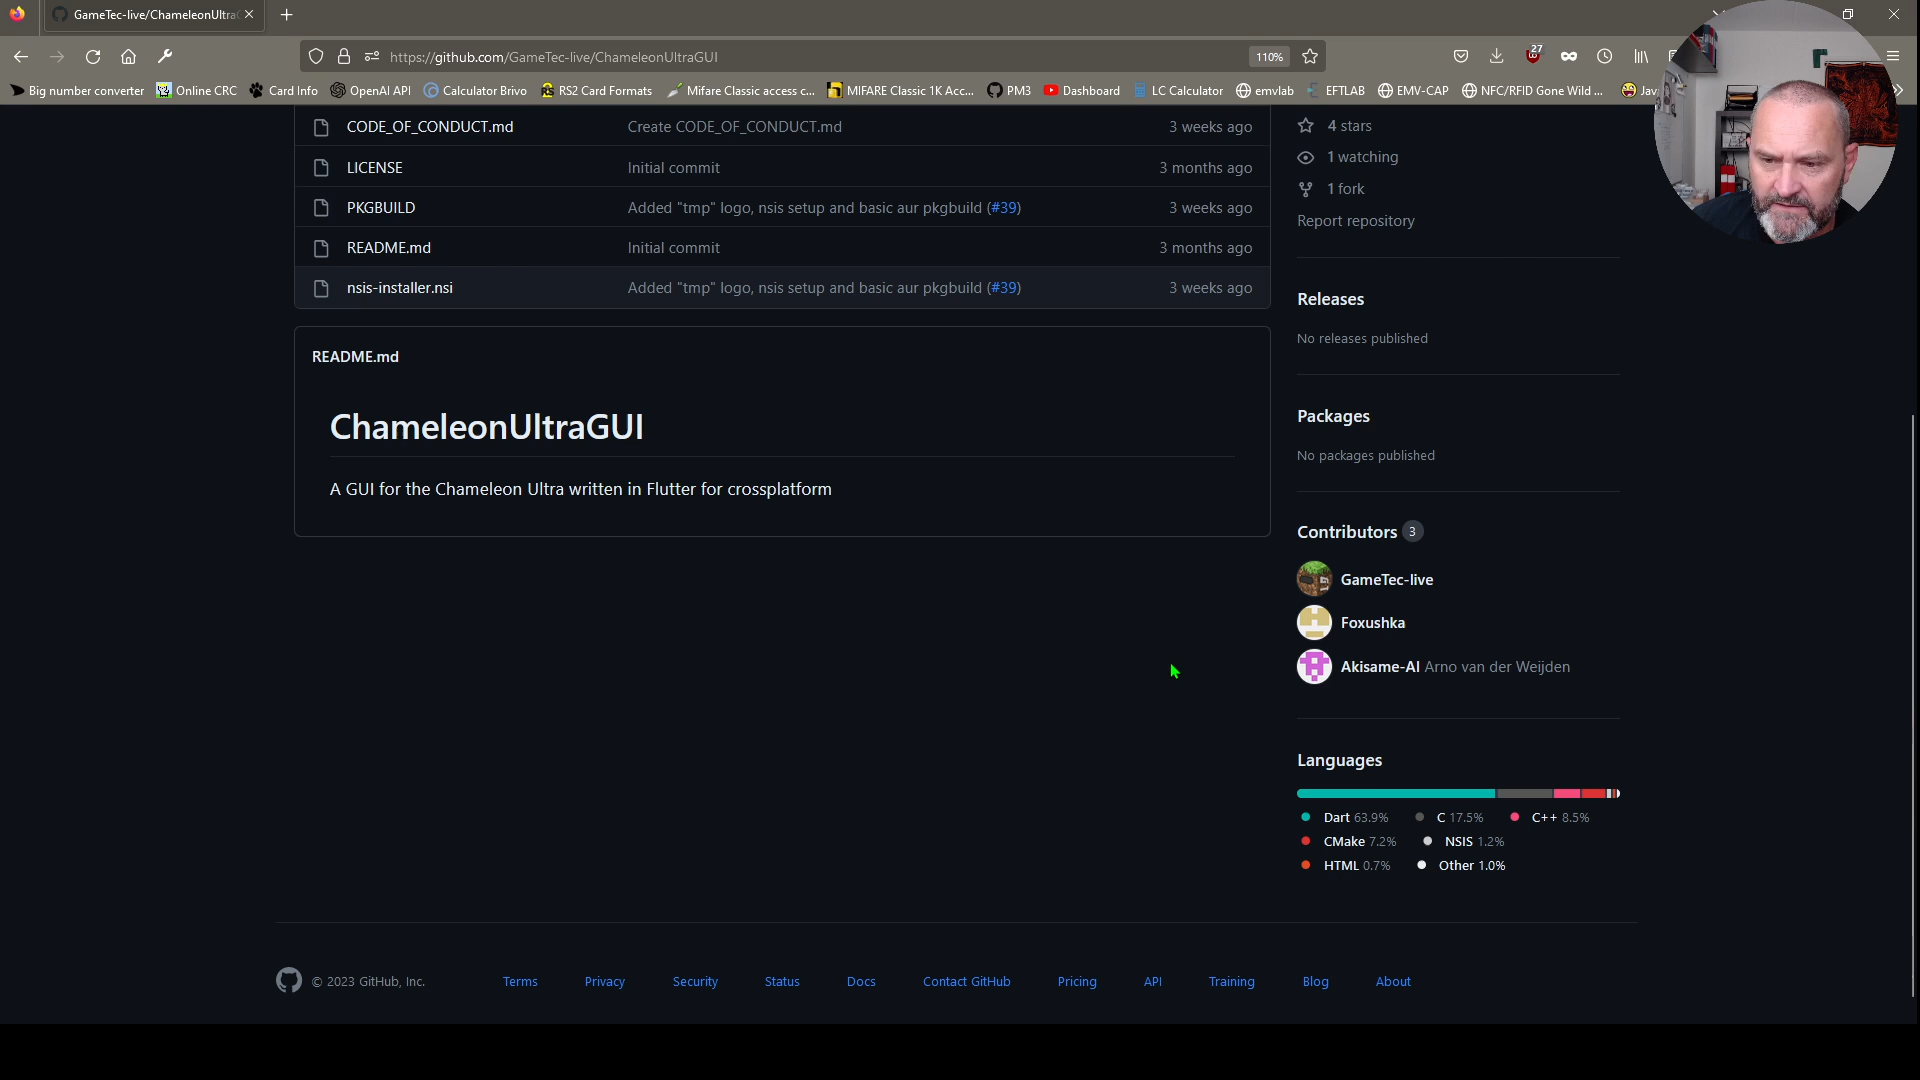 GameTec-live/ChameleonUltraG
https://github.com/GameTec-live/ChameleonUltraGUI
110%
27
Big number converter
Online CRC
Card Info
OpenAI API
Calculator Brivo
RS2 Card Formats
Mifare Classic access c...
MIFARE Classic 1K Acc...
PM3
Dashboard
LC Calculator
emvlab
EFTLAB
EMV-CAP
NFC/RFID Gone Wild ...
CODE_OF_CONDUCT.md Create CODE_OF_CONDUCT.md 3 weeks ago
LICENSE Initial commit 3 months ago
PKGBUILD Added "tmp" logo, nsis setup and basic aur pkgbuild (#39) 3 weeks ago
README.md Initial commit 3 months ago
nsis-installer.nsi Added "tmp" logo, nsis setup and basic aur pkgbuild (#39) 3 weeks ago
README.md
ChameleonUltraGUI
A GUI for the Chameleon Ultra written in Flutter for crossplatform
4 stars
1 watching
1 fork
Report repository
Releases
No releases published
Packages
No packages published
Contributors 3
GameTec-live
Foxushka
Akisame-AI Arno van der Weijden
Languages
Dart 63.9% C 17.5% C++ 8.5%
CMake 7.2% NSIS 1.2%
HTML 0.7% Other 1.0%
© 2023 GitHub, Inc.
Terms
Privacy
Security
Status
Docs
Contact GitHub
Pricing
API
Training
Blog
About